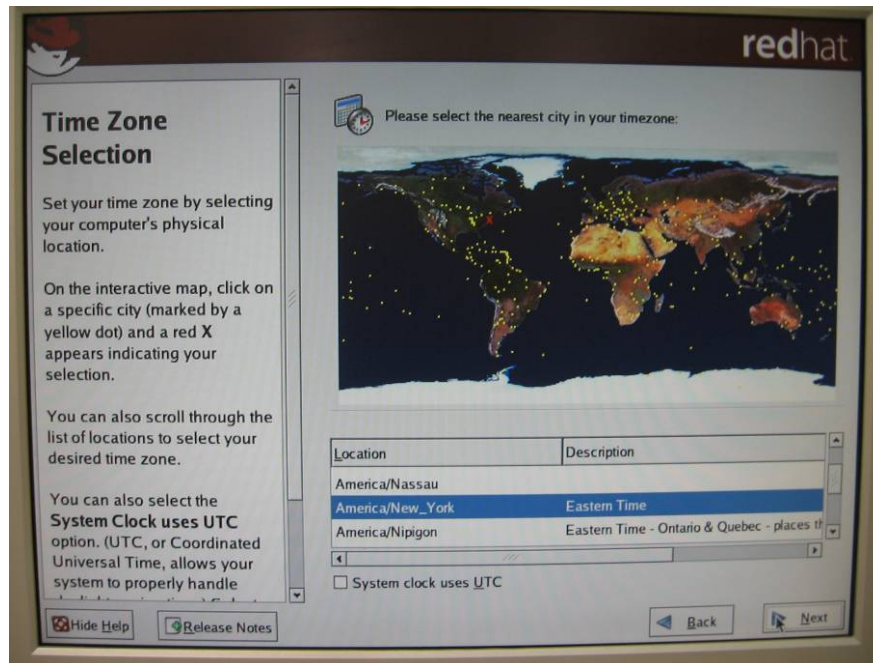 redhat.
Time Zone
Selection
Set your time zone by selecting
your computer's physical
location.
On the interactive map, click on
a specific city (marked by a
yellow dot) and a red X
appears indicating your
selection.
You can also scroll through the
list of locations to select your
desired time zone.
You can also select the
System Clock uses UTC
option. (UTC, or Coordinated
Universal Time, allows your
system to properly handle
Please select the nearest city in your timezone:
Location Description
America/Nassau
America/New_York Eastern Time
America/Nipigon Eastern Time - Ontario & Quebec - places
System clock uses UTC
Hide Help Release Notes Back Next